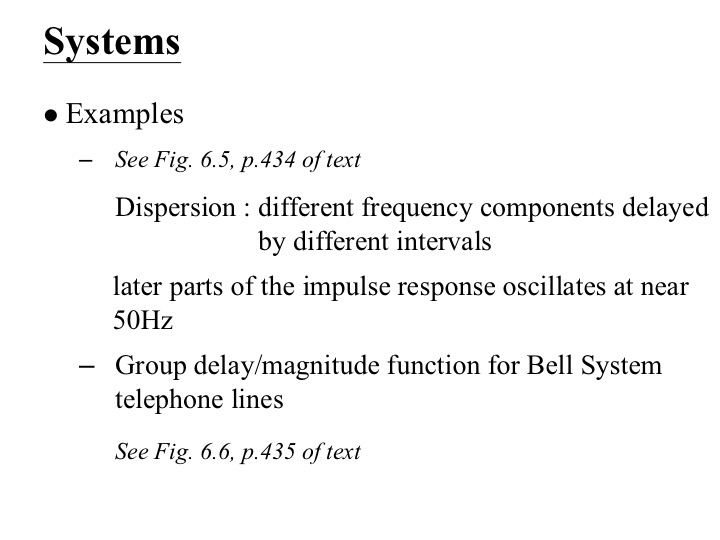 Systems
● Examples
– See Fig. 6.5, p.434 of text
Dispersion : different frequency components delayed
by different intervals
later parts of the impulse response oscillates at near
50Hz
– Group delay/magnitude function for Bell System
telephone lines
See Fig. 6.6, p.435 of text